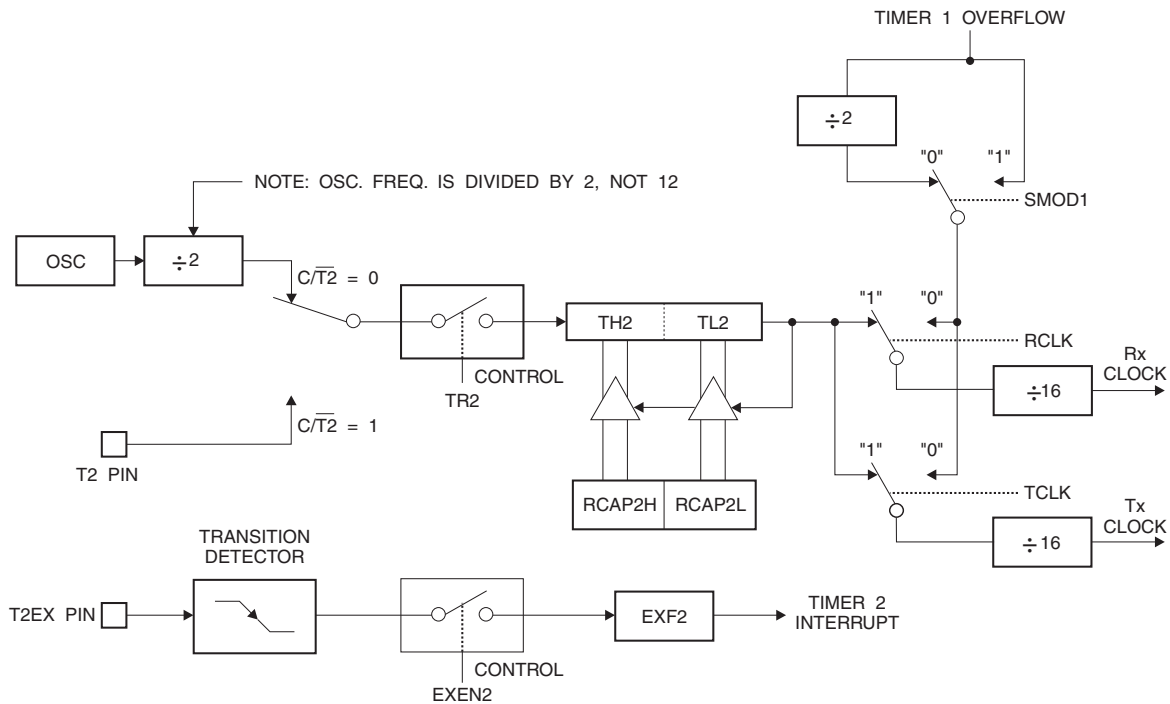 TIMER 1 OVERFLOW
÷2
"0" "1"
NOTE: OSC. FREQ. IS DIVIDED BY 2, NOT 12
SMOD1
OSC
÷2
C/T̅2̅ = 0
"1" "0"
TH2 TL2
RCLK
CONTROL
TR2
Rx
CLOCK
÷16
C/T̅2̅ = 1
T2 PIN
"1" "0"
RCAP2H RCAP2L
TCLK
Tx
CLOCK
÷16
TRANSITION
DETECTOR
T2EX PIN
EXF2
TIMER 2
INTERRUPT
CONTROL
EXEN2